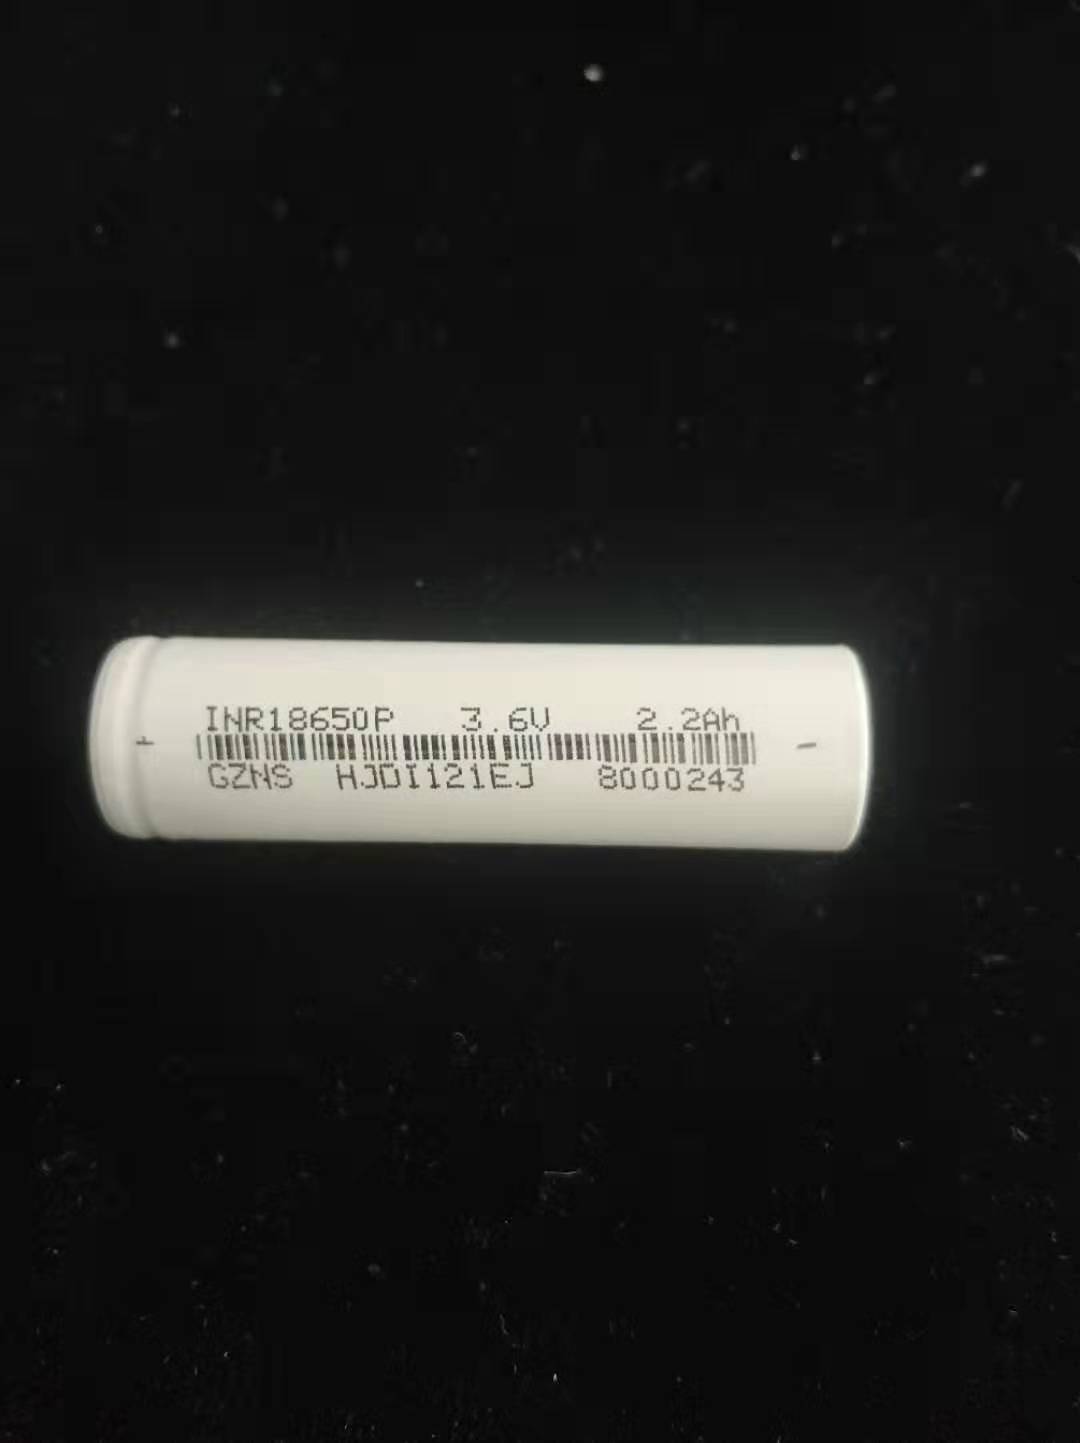 INR18650P 3.6V 2.2Ah
+ -
GZNS HJDI121EJ 8000243